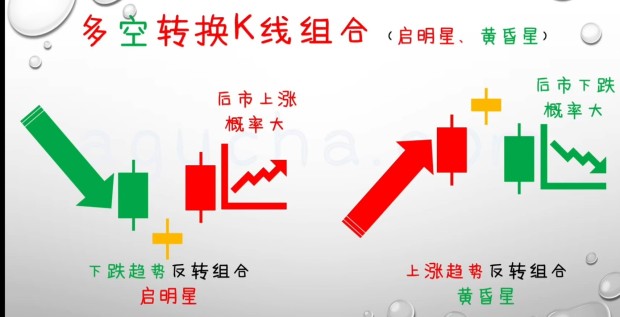 多空转换K线组合（启明星、黄昏星）
后市上涨
概率大
后市下跌
概率大
下跌趋势反转组合
启明星
上涨趋势反转组合
黄昏星